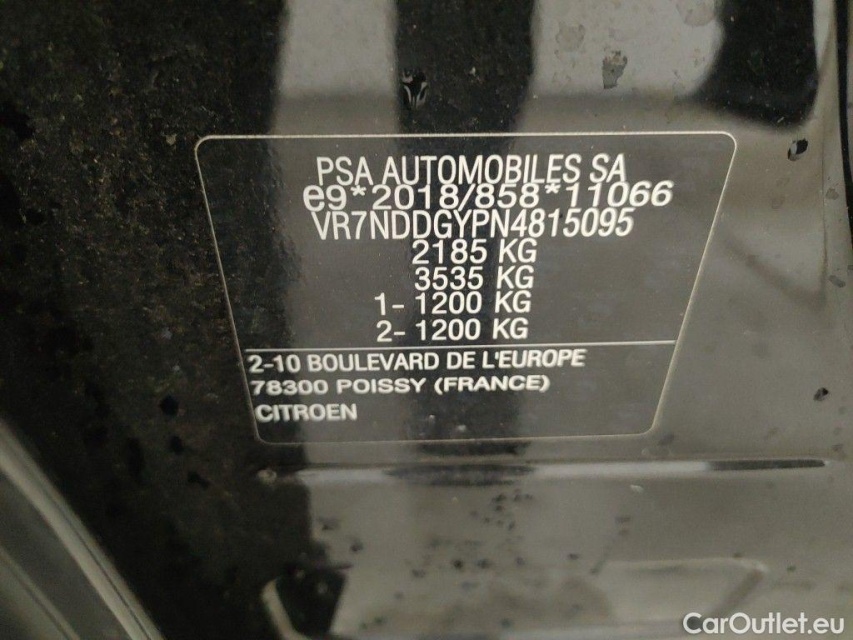 PSA AUTOMOBILES SA
e9*2018/858*11066
VR7NDDGYPN4815095
2185 KG
3535 KG
1- 1200 KG
2- 1200 KG
2-10 BOULEVARD DE L'EUROPE
78300 POISSY (FRANCE)
CITROEN
CarOutlet.eu